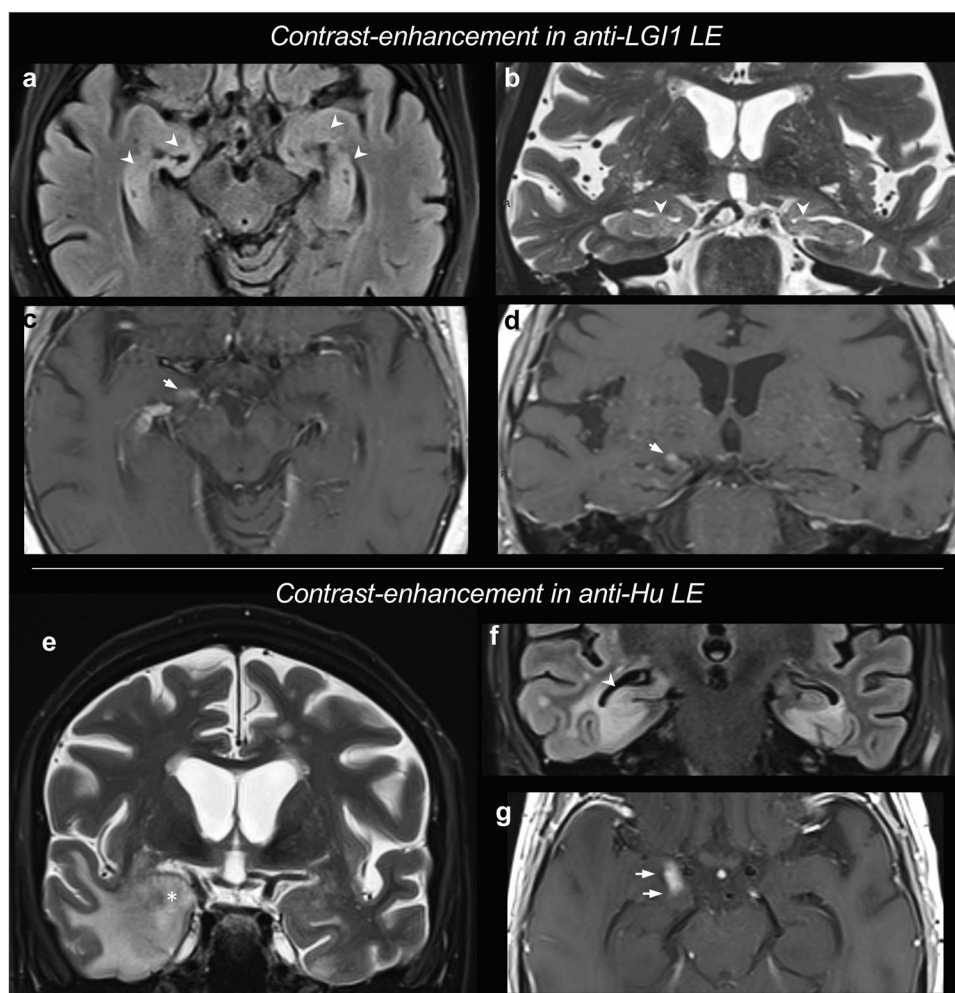 Contrast-enhancement in anti-LGI1 LE
a
b
c
d
Contrast-enhancement in anti-Hu LE
e
f
g
*